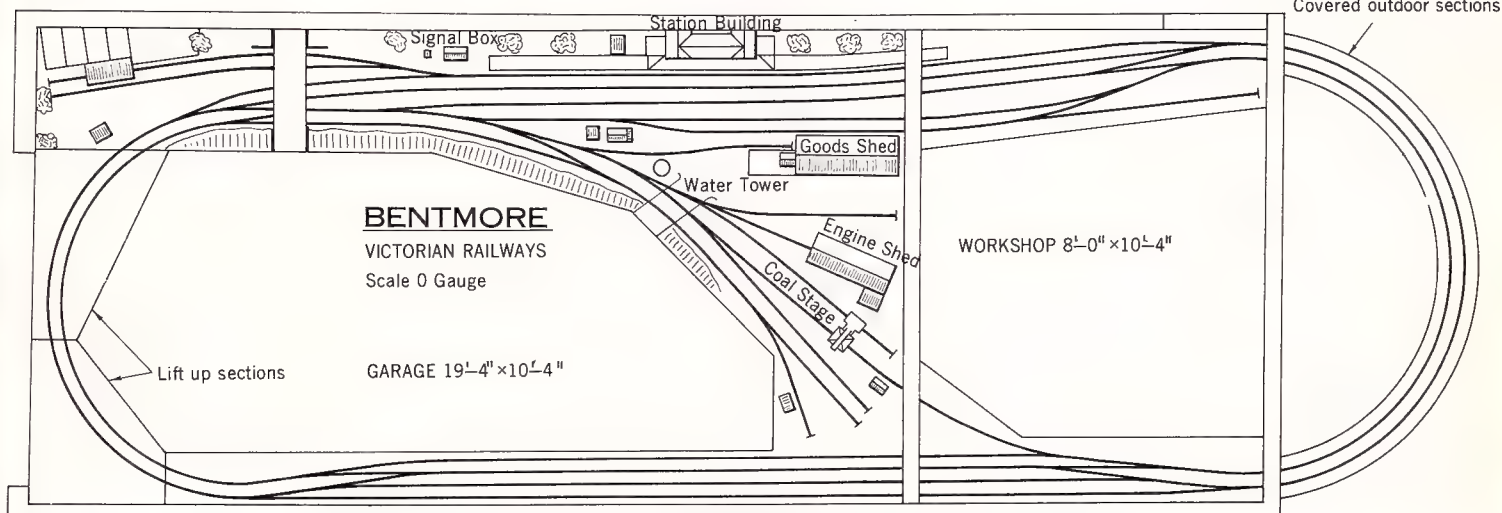 Covered outdoor sections
Station Building
Signal Box
Goods Shed
Water Tower
BENTMORE
VICTORIAN RAILWAYS
Scale O Gauge
Engine Shed
WORKSHOP 8'—0" × 10'—4"
Coal Stage
Lift up sections
GARAGE 19'—4" × 10'—4"